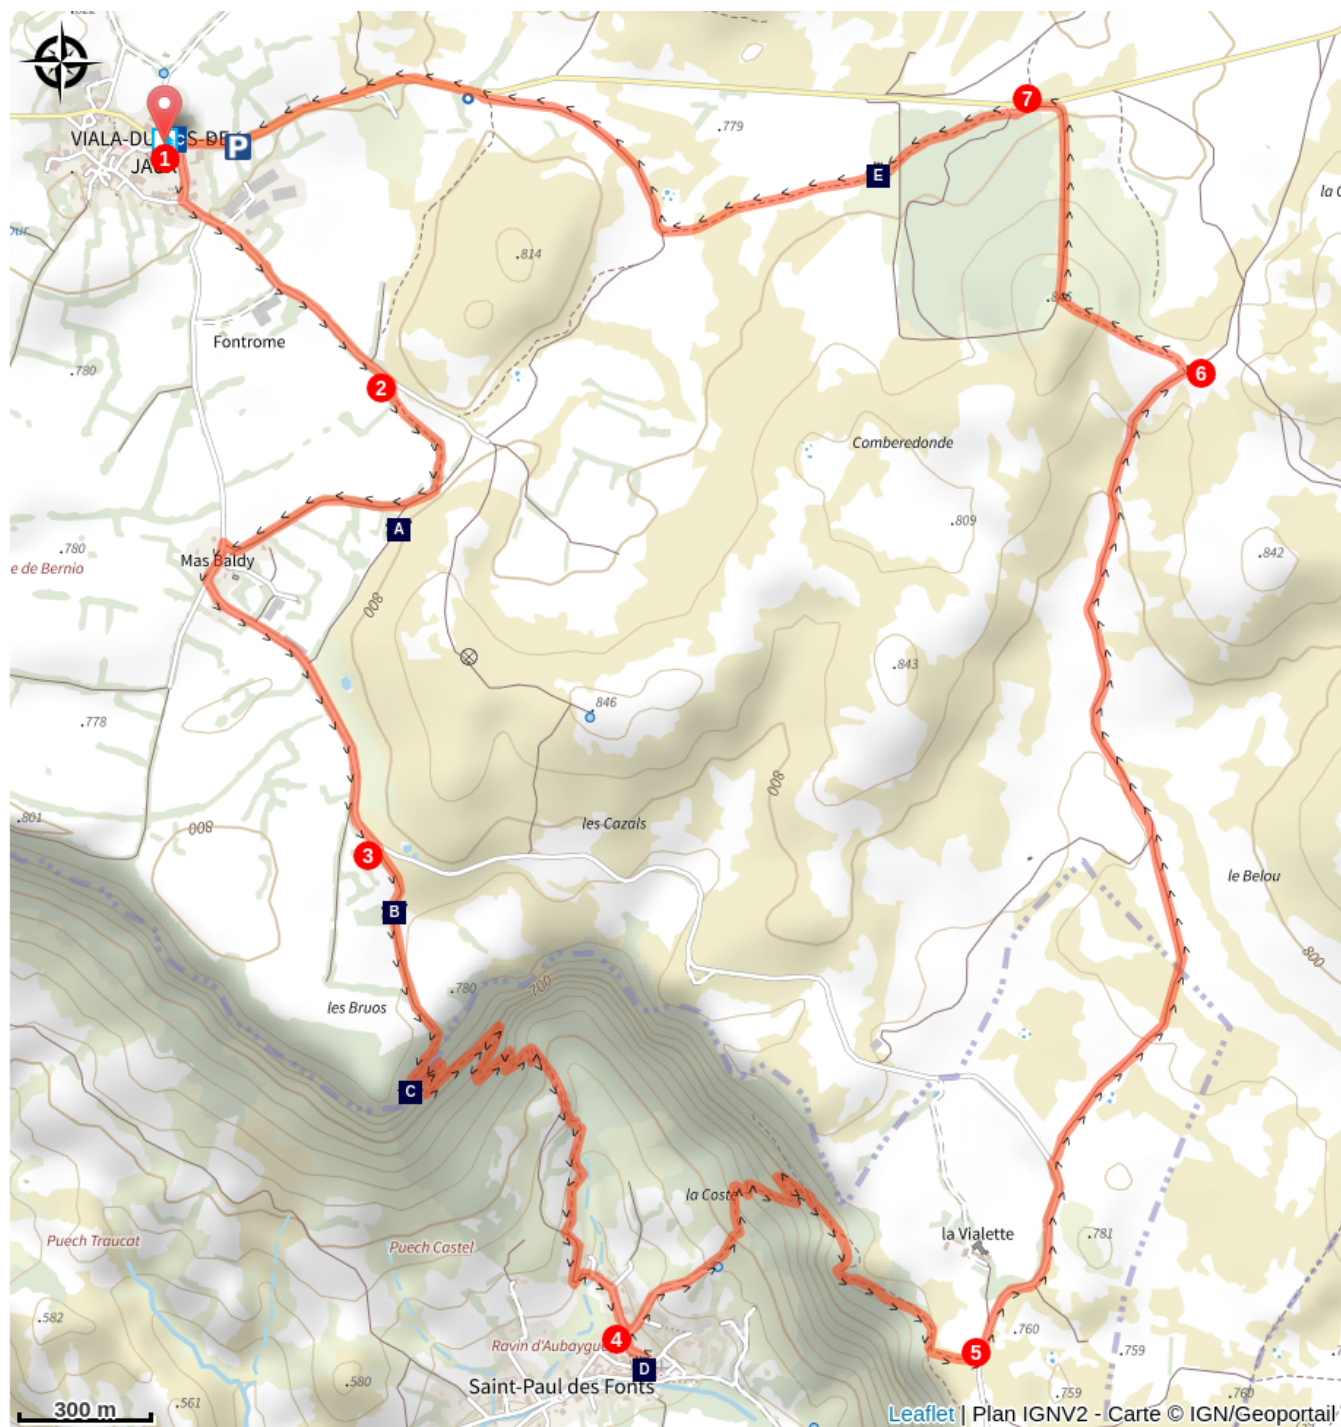 7
P
VIALA-DU
S-DE
1
.779
E
.814
Fontrome
.780
2
6
Comberedonde
.809
A
.780
Mas Baldy
e de Bernio
.842
800
.843
846
.778
800
.801
800
les Cazals
3
le Belou
B
800
.780
700
les Bruos
C
la Coste
la Vialette
.781
Puech Traucat
Puech Castel
.582
4
Ravin d'Aubaygue
.760
5
.759
D
Saint-Paul des Fonts
.580
.561
.759
.760
300 m
Leaflet | Plan IGNV2 - Carte © IGN/Geoportail